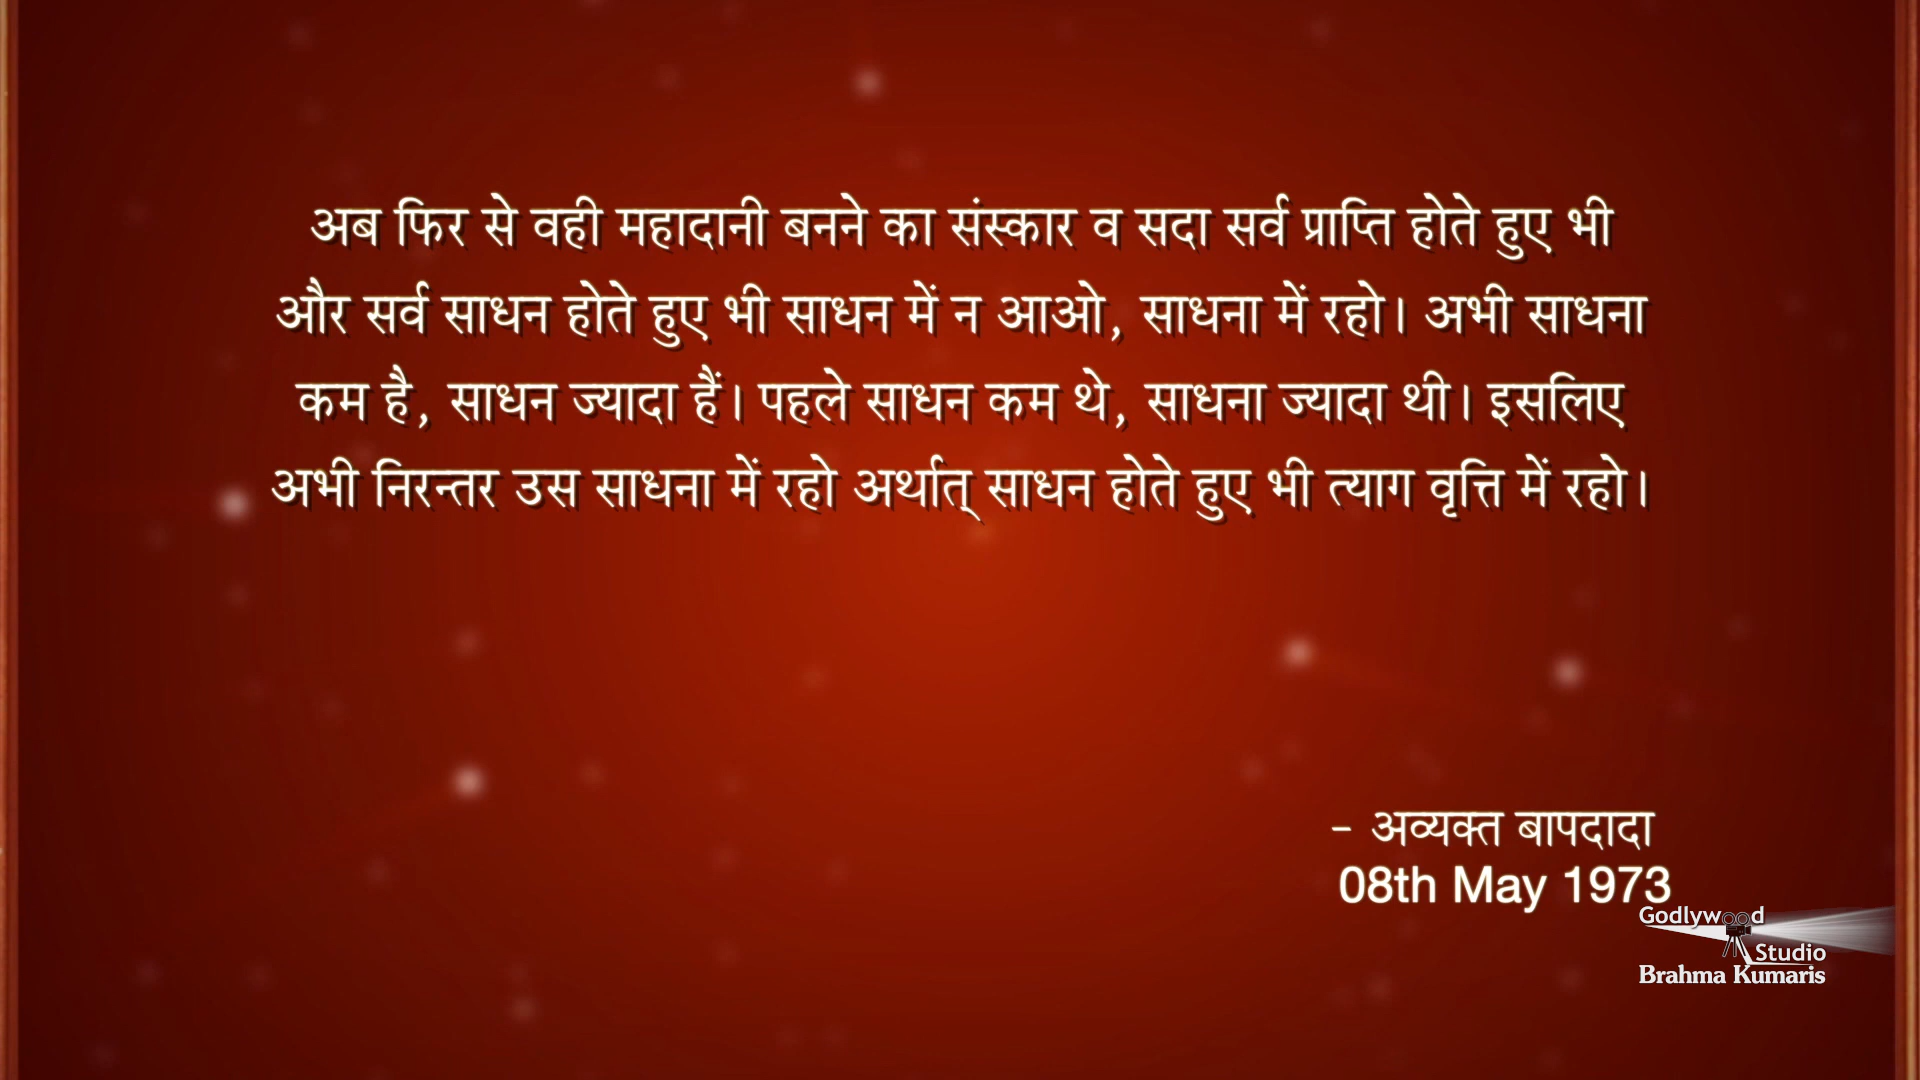 अब फिर से वही महादानी बनने का संस्कार व सदा सर्व प्राप्ति होते हुए भी
और सर्व साधन होते हुए भी साधन में न आओ, साधना में रहो। अभी साधना
कम है, साधन ज्यादा हैं। पहले साधन कम थे, साधना ज्यादा थी। इसलिए
अभी निरन्तर उस साधना में रहो अर्थात् साधन होते हुए भी त्याग वृत्ति में रहो।
- अव्यक्त बापदादा
08th May 1973
Godlywood
Studio
Brahma Kumaris